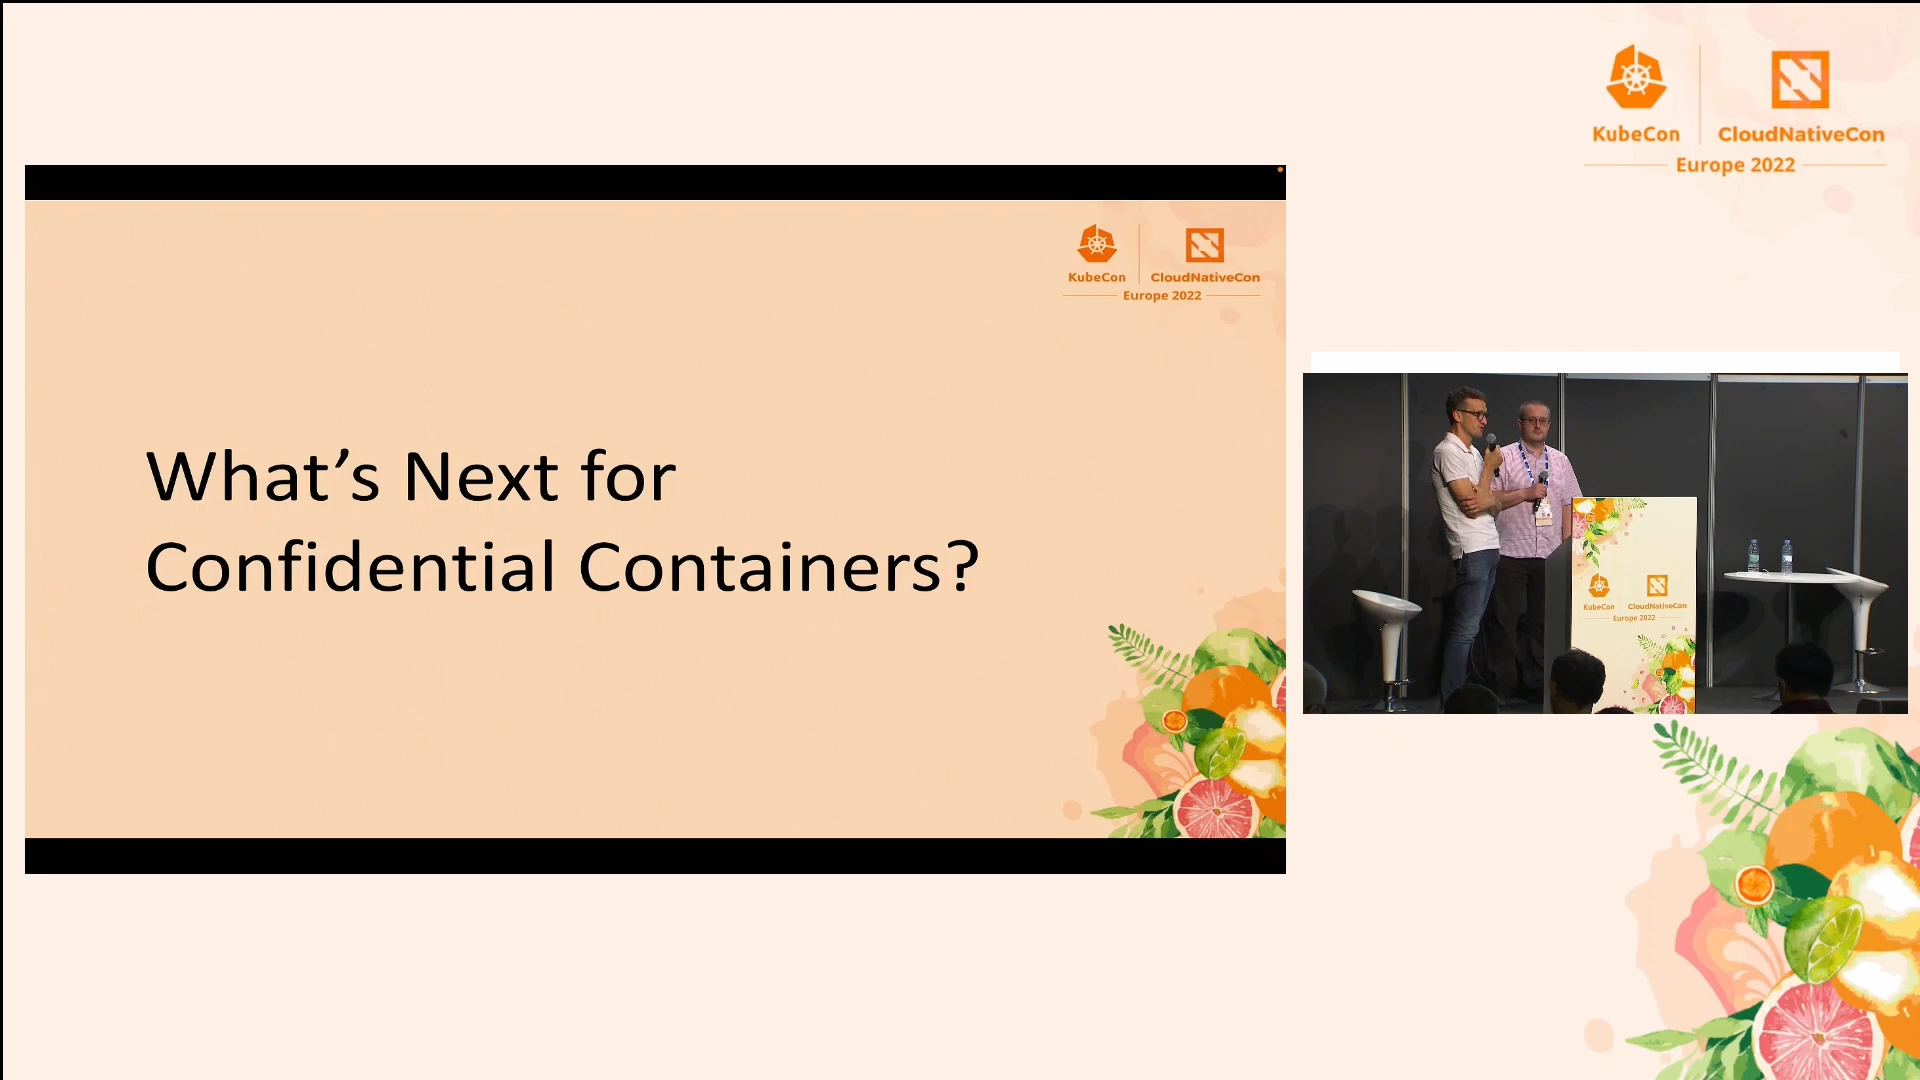 KubeCon
CloudNativeCon
Europe 2022
KubeCon
CloudNativeCon
Europe 2022
What's Next for
Confidential Containers?
KubeCon
CloudNativeCon
Europe 2022